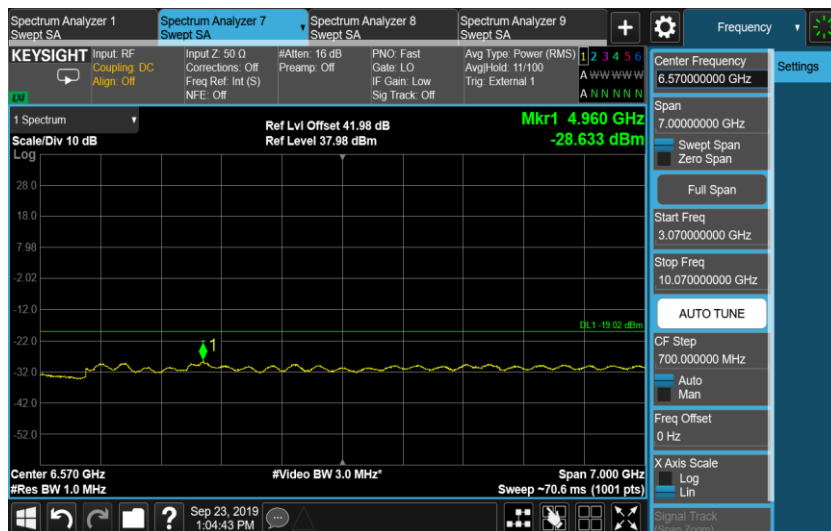 Spectrum Analyzer 1
Swept SA
Spectrum Analyzer 7
Swept SA
Spectrum Analyzer 8
Swept SA
Spectrum Analyzer 9
Swept SA
+
Frequency
KEYSIGHT
LXI
Input: RF
Coupling: DC
Align: Off
Input Z: 50 Ω
Corrections: Off
Freq Ref: Int (S)
NFE: Off
#Atten: 16 dB
Preamp: Off
PNO: Fast
Gate: LO
IF Gain: Low
Sig Track: Off
Avg Type: Power (RMS)
Avg|Hold: 11/100
Trig: External 1
1 2 3 4 5 6
A W W W W W
A N N N N N
1 Spectrum
Scale/Div 10 dB
Log
Ref Lvl Offset 41.98 dB
Ref Level 37.98 dBm
Mkr1 4.960 GHz
-28.633 dBm
28.0
18.0
7.98
-2.02
-12.0
-22.0
-32.0
-42.0
-52.0
DL1 -19.02 dBm
1
Center 6.570 GHz
#Res BW 1.0 MHz
#Video BW 3.0 MHz*
Span 7.000 GHz
Sweep ~70.6 ms (1001 pts)
?
Sep 23, 2019
1:04:43 PM
Center Frequency
6.570000000 GHz
Span
7.00000000 GHz
Swept Span
Zero Span
Full Span
Start Freq
3.070000000 GHz
Stop Freq
10.070000000 GHz
AUTO TUNE
CF Step
700.000000 MHz
Auto
Man
Freq Offset
0 Hz
X Axis Scale
Log
Lin
Signal Track
(Span Zoom)
Settings